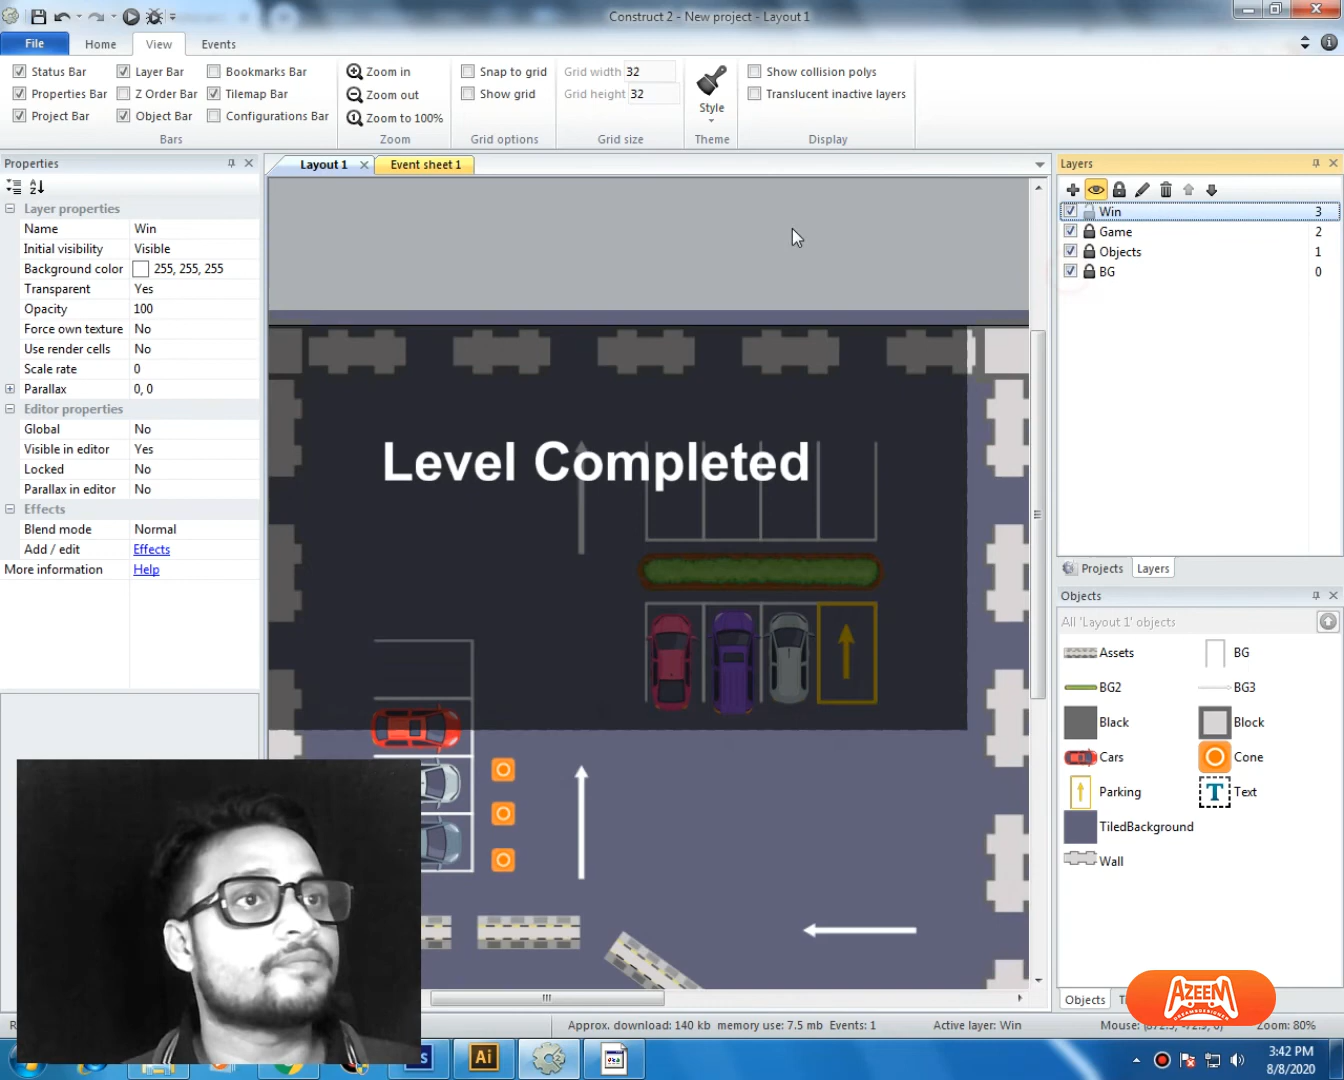 Construct 2 - New project - Layout 1
File
Home
View
Events
Status Bar
Layer Bar
Bookmarks Bar
Properties Bar
Z Order Bar
Tilemap Bar
Project Bar
Object Bar
Configurations Bar
Bars
Zoom in
Zoom out
Zoom to 100%
Zoom
Snap to grid
Show grid
Grid options
Grid width 32
Grid height 32
Grid size
Style
Theme
Show collision polys
Translucent inactive layers
Display
Properties
Layer properties
Name Win
Initial visibility Visible
Background color 255, 255, 255
Transparent Yes
Opacity 100
Force own texture No
Use render cells No
Scale rate 0
Parallax 0, 0
Editor properties
Global No
Visible in editor Yes
Locked No
Parallax in editor No
Effects
Blend mode Normal
Add / edit Effects
More information Help
Layout 1
Event sheet 1
Level Completed
Layers
Win 3
Game 2
Objects 1
BG 0
Projects
Layers
Objects
All 'Layout 1' objects
Assets
BG
BG2
BG3
Black
Block
Cars
Cone
Parking
T Text
TiledBackground
Wall
Objects
AZEEM
Approx. download: 140 kb memory use: 7.5 mb Events: 1
Active layer: Win
Zoom: 80%
Ai
3:42 PM
8/8/2020